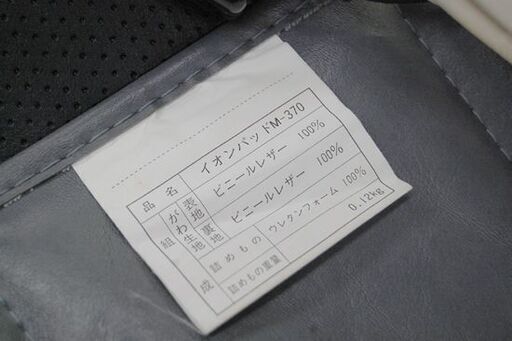 品名 イオンパッドM-370
組成 がわ生地 表地 ビニールレザー 100%
裏地 ビニールレザー 100%
詰めもの ウレタンフォーム 100%
詰めもの重量 0.12kg